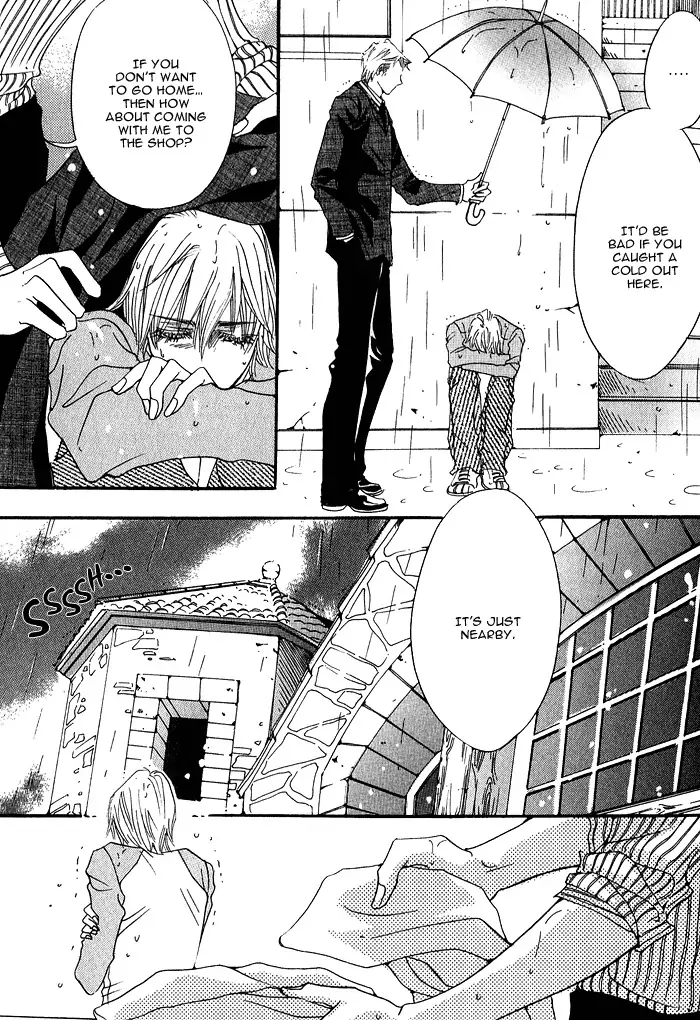 ....
IT'D BE
BAD IF YOU
CAUGHT A
COLD OUT
HERE.
IF YOU
DON'T WANT
TO GO HOME...
THEN HOW
ABOUT COMING
WITH ME TO
THE SHOP?
IT'S JUST
NEARBY.
SSSSH...